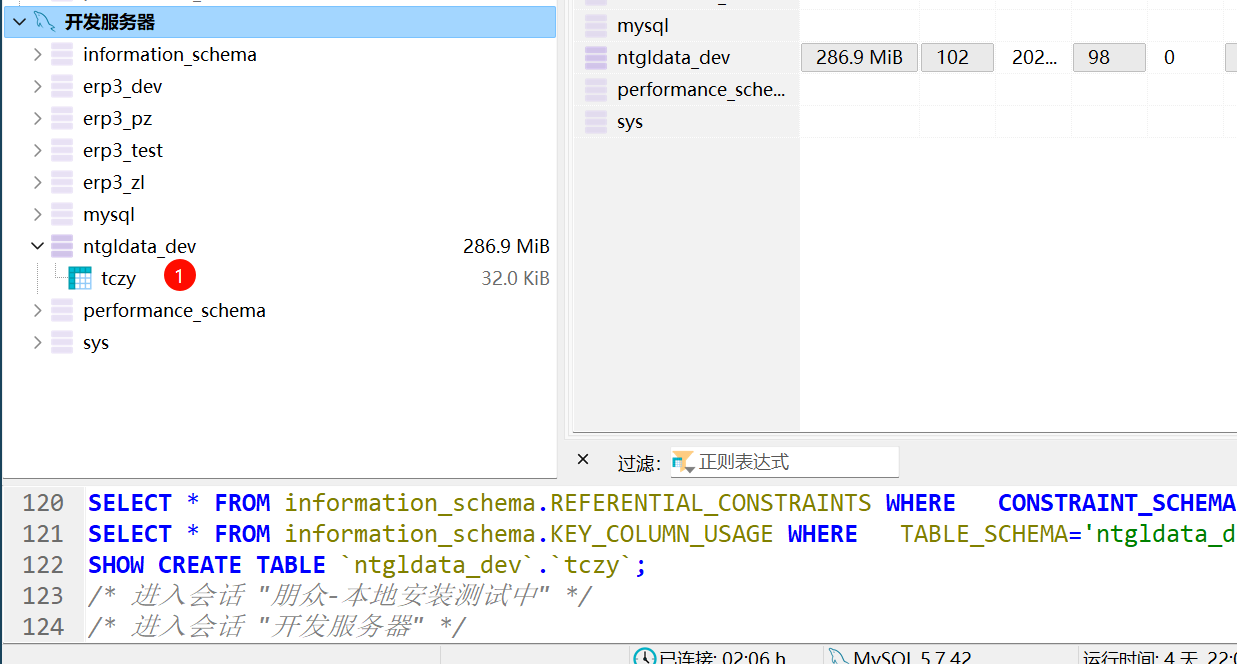 开发服务器
information_schema
erp3_dev
erp3_pz
erp3_test
erp3_zl
mysql
ntgldata_dev 286.9 MiB
tczy 1 32.0 KiB
performance_schema
sys
mysql
ntgldata_dev 286.9 MiB 102 202... 98 0
performance_sche...
sys
× 过滤: 正则表达式
120 SELECT * FROM information_schema.REFERENTIAL_CONSTRAINTS WHERE CONSTRAINT_SCHEMA
121 SELECT * FROM information_schema.KEY_COLUMN_USAGE WHERE TABLE_SCHEMA='ntgldata_d
122 SHOW CREATE TABLE `ntgldata_dev`.`tczy`;
123 /* 进入会话 "朋众-本地安装测试中" */
124 /* 进入会话 "开发服务器" */
已连接: 02:06 h MySQL 5.7.42 运行时间: 4 天, 22:0